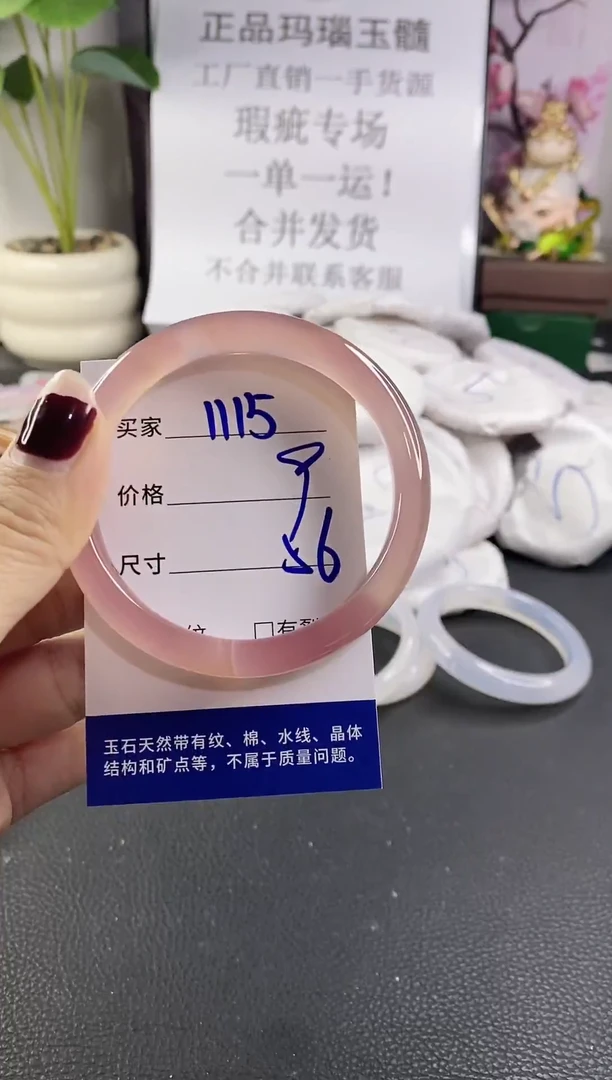 正品玛瑙玉髓
工厂直销一手货源
瑕疵专场
一单一运！
合并发货
不合并联系客服
买家 1115
价格
尺寸 56
纹 □有裂
玉石天然带有纹、棉、水线、晶体
结构和矿点等，不属于质量问题。